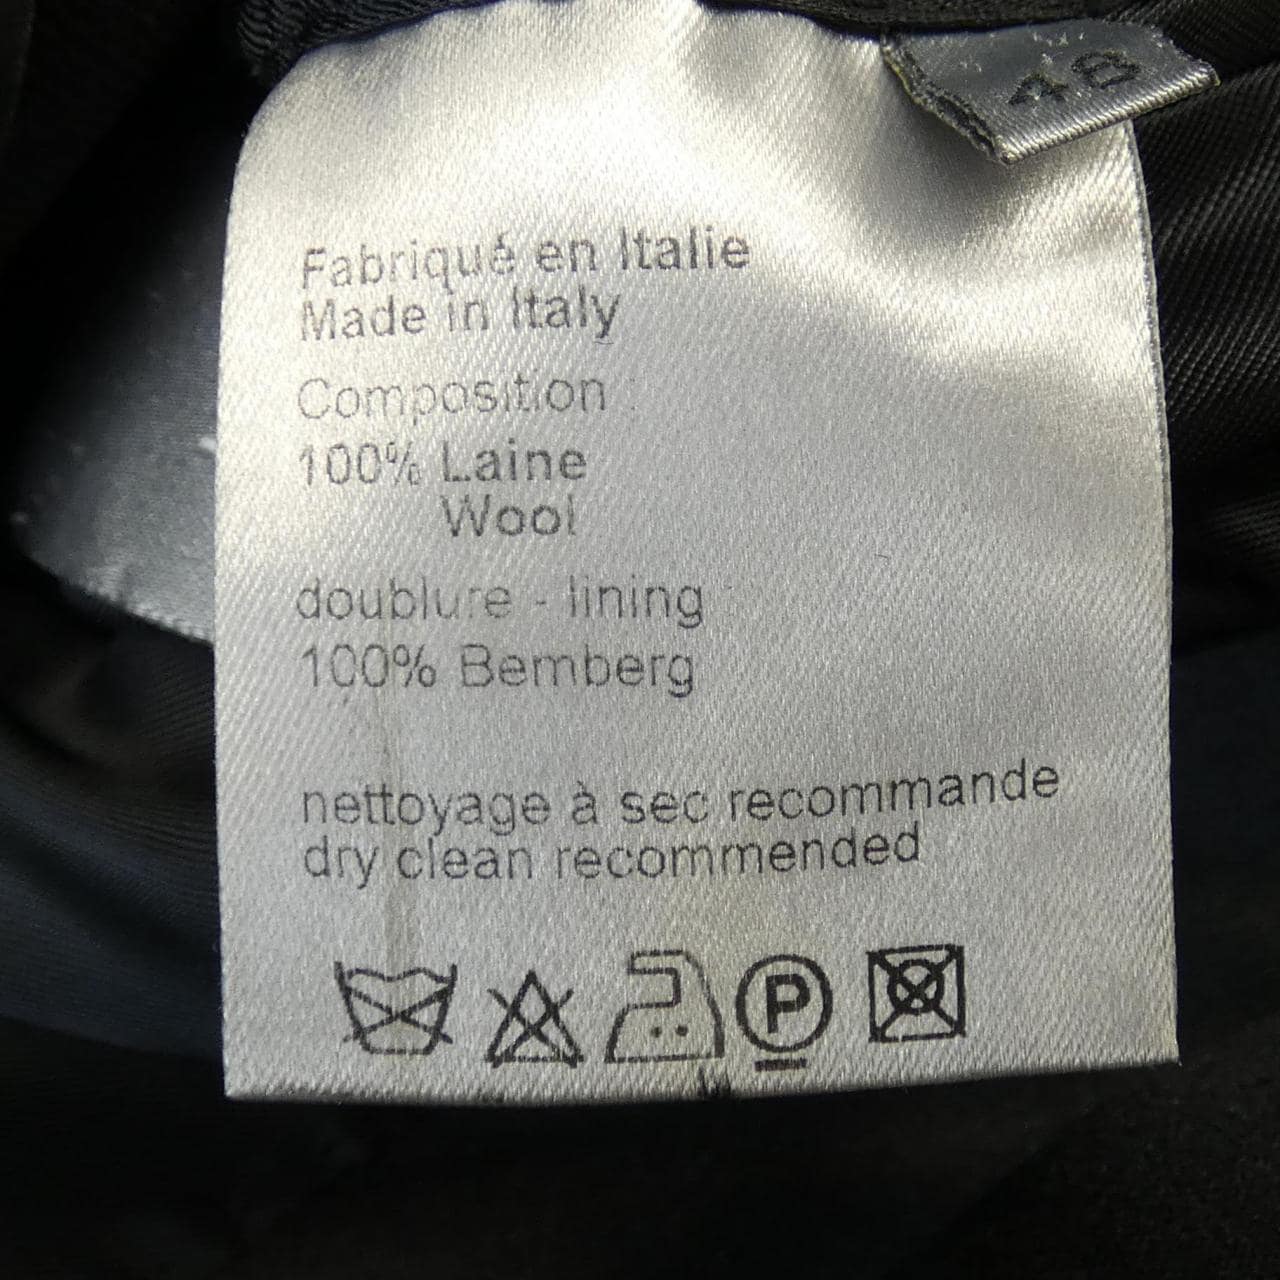 48
Fabriqué en Italie
Made in Italy
Composition :
100% Laine
Wool
doublure - lining
100% Bemberg
nettoyage à sec recommande
dry clean recommended
P